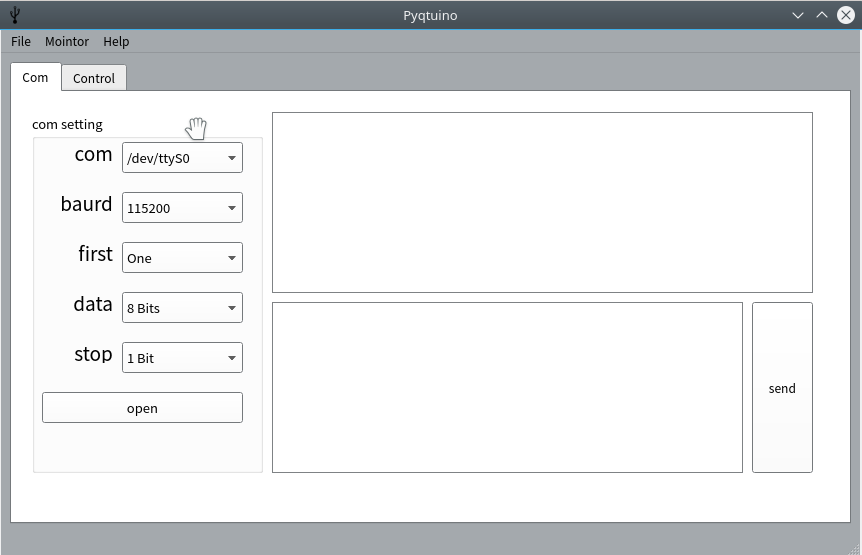 Pyqtuino
File Mointor Help
Com Control
com setting
com /dev/ttyS0
baurd 115200
first One
data 8 Bits
stop 1 Bit
open
send